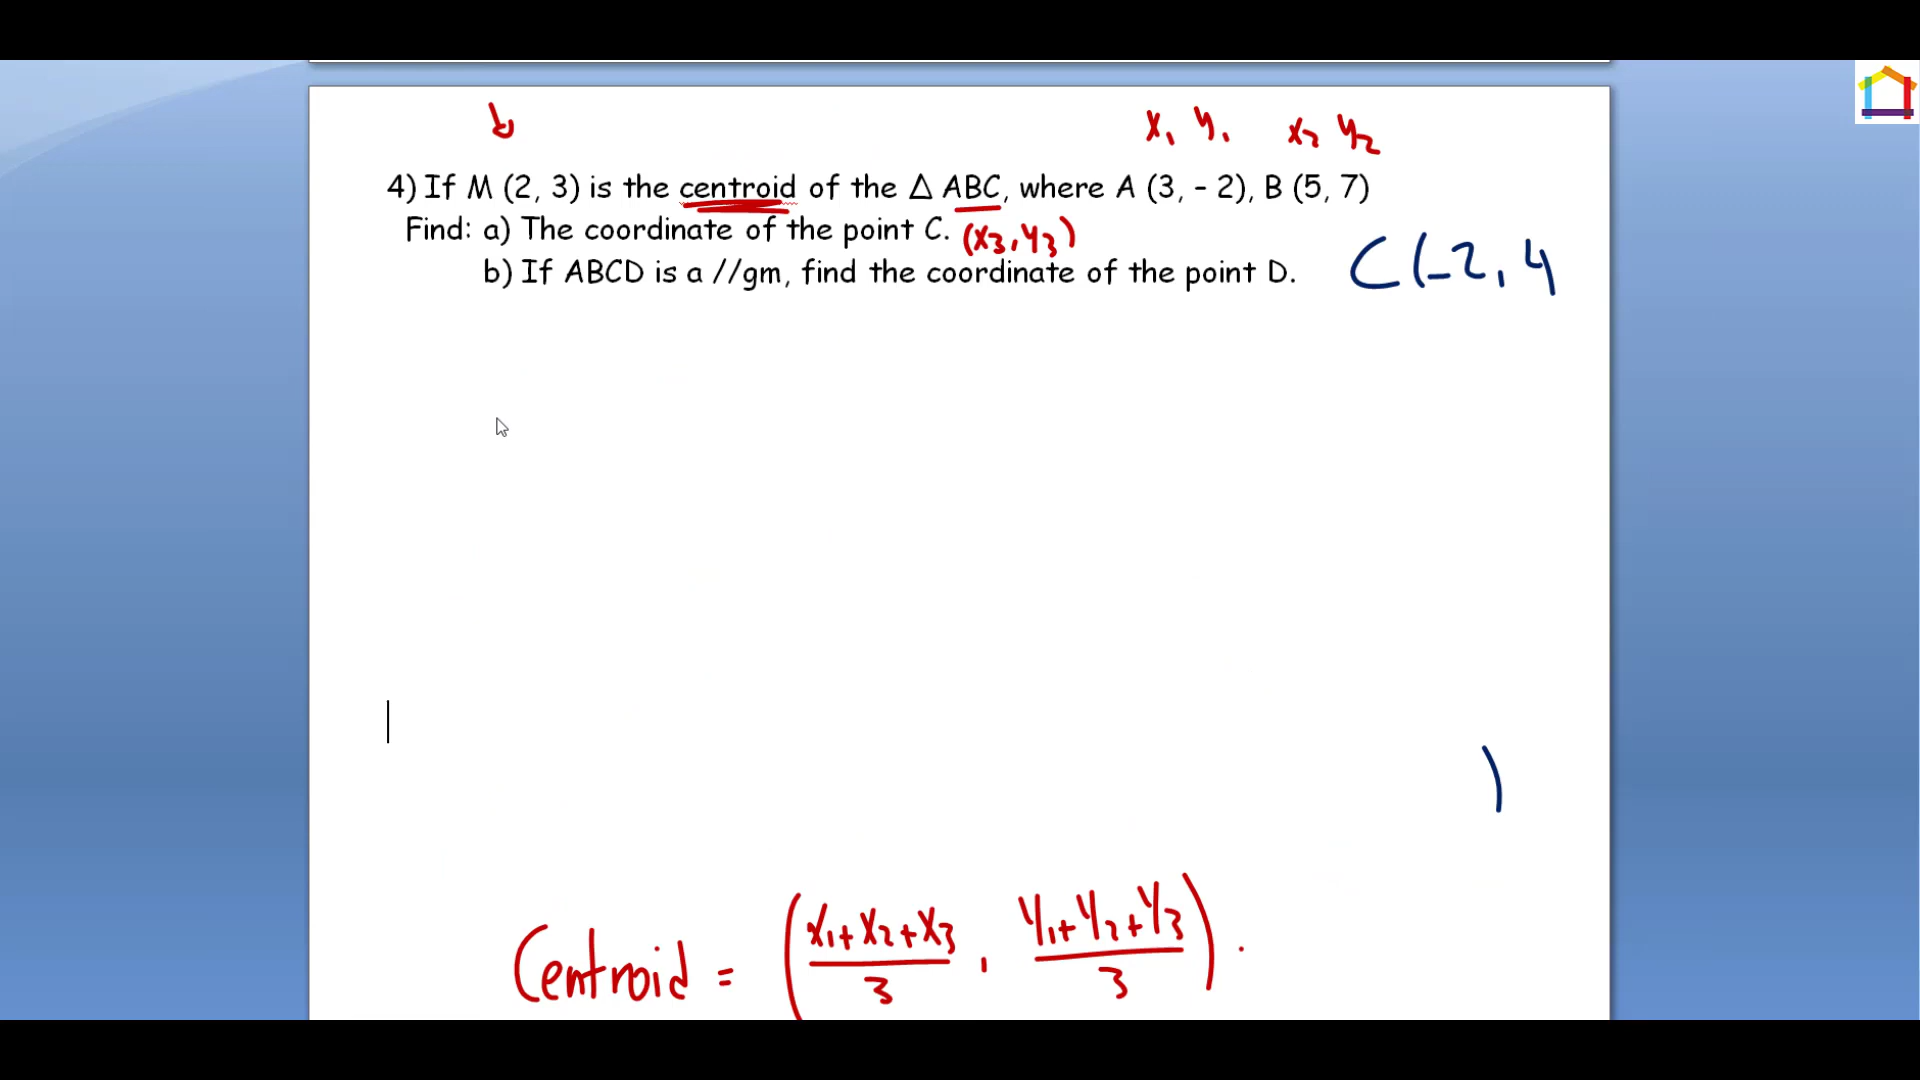 x₁ y₁ x₂ y₂
4) If M (2, 3) is the centroid of the Δ ABC, where A (3, - 2), B (5, 7)
Find: a) The coordinate of the point C. (x₃, y₃)
b) If ABCD is a //gm, find the coordinate of the point D. C(-2, 4
)
Centroid = (x₁+x₂+x₃/3, y₁+y₂+y₃/3).